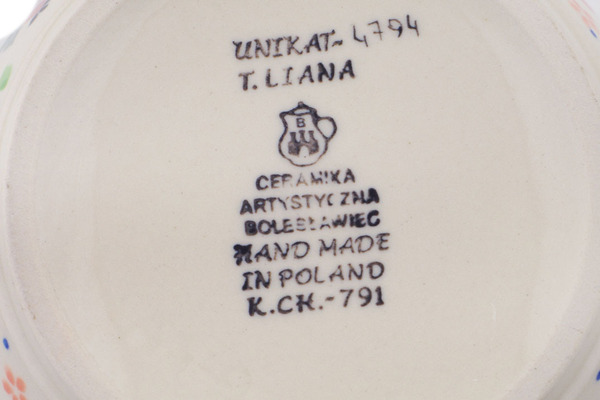 UNIKAT~ 4794
T. LIANA
B
CERAMIKA
ARTYSTYCZNA
BOLESŁAWIEC
HAND MADE
IN POLAND
K.CH.-791